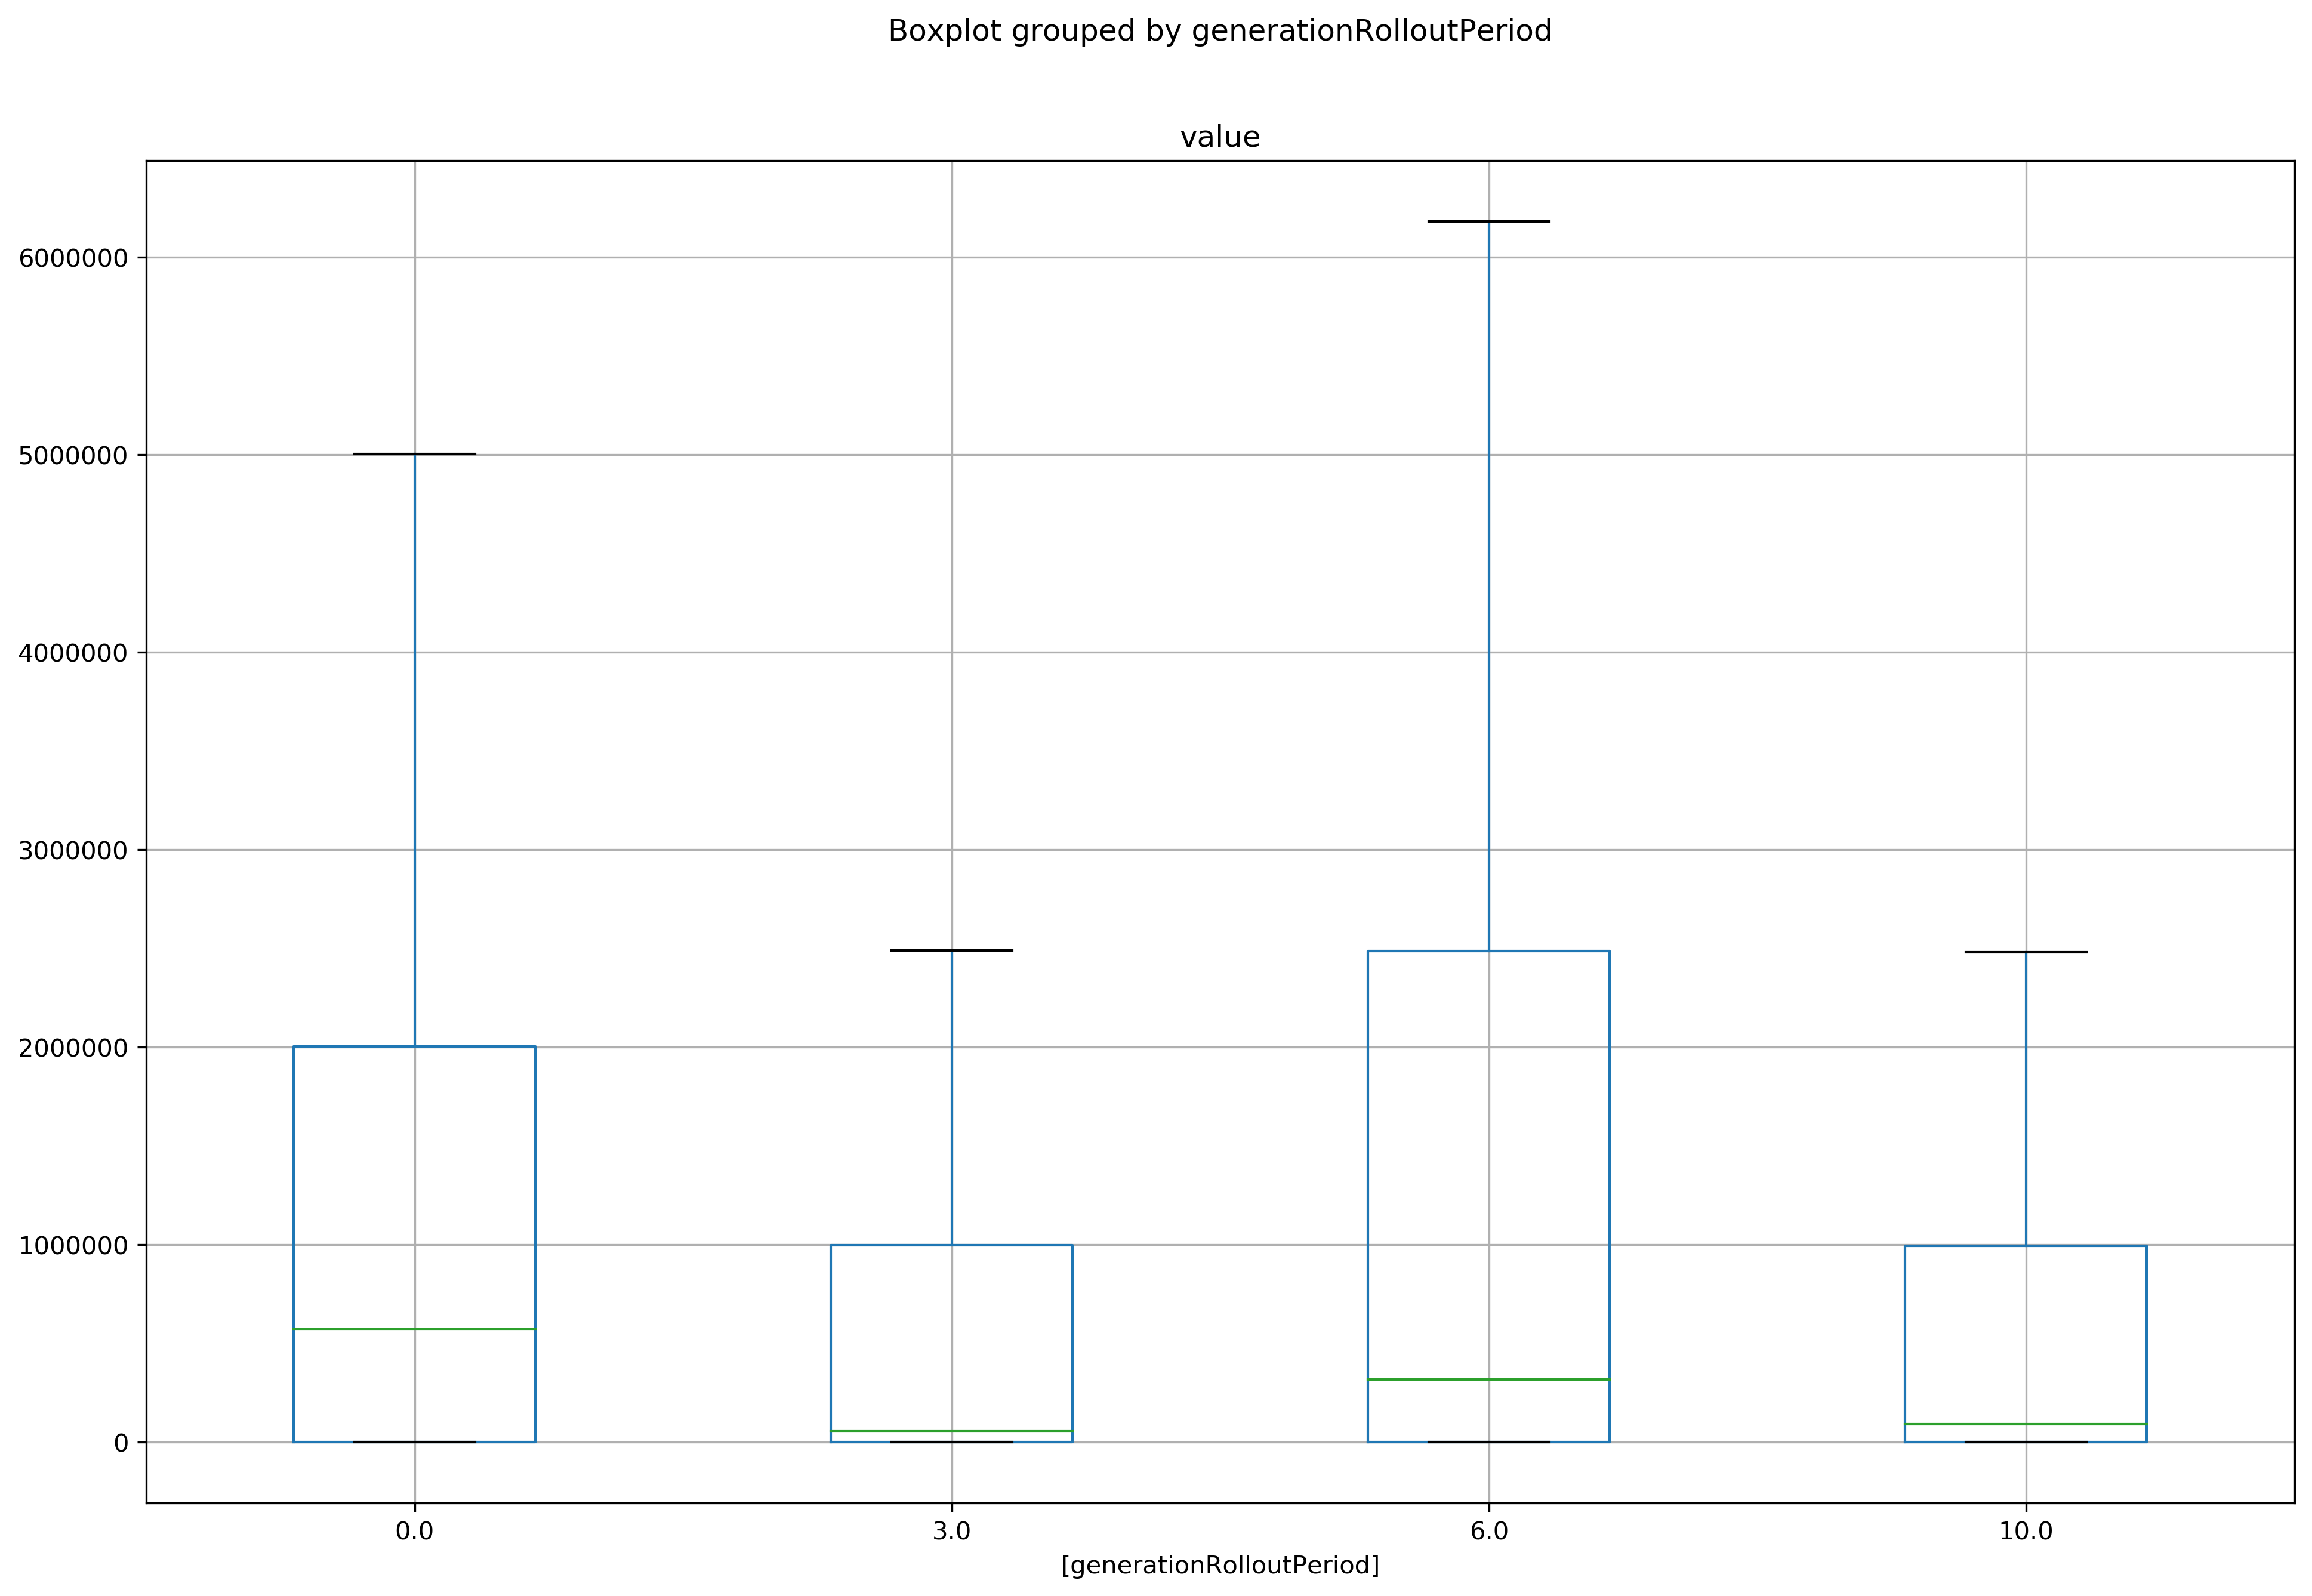 Boxplot grouped by generationRolloutPeriod
value
6000000
5000000
4000000
3000000
2000000
1000000
0
0.0 3.0 6.0 10.0
[generationRolloutPeriod]